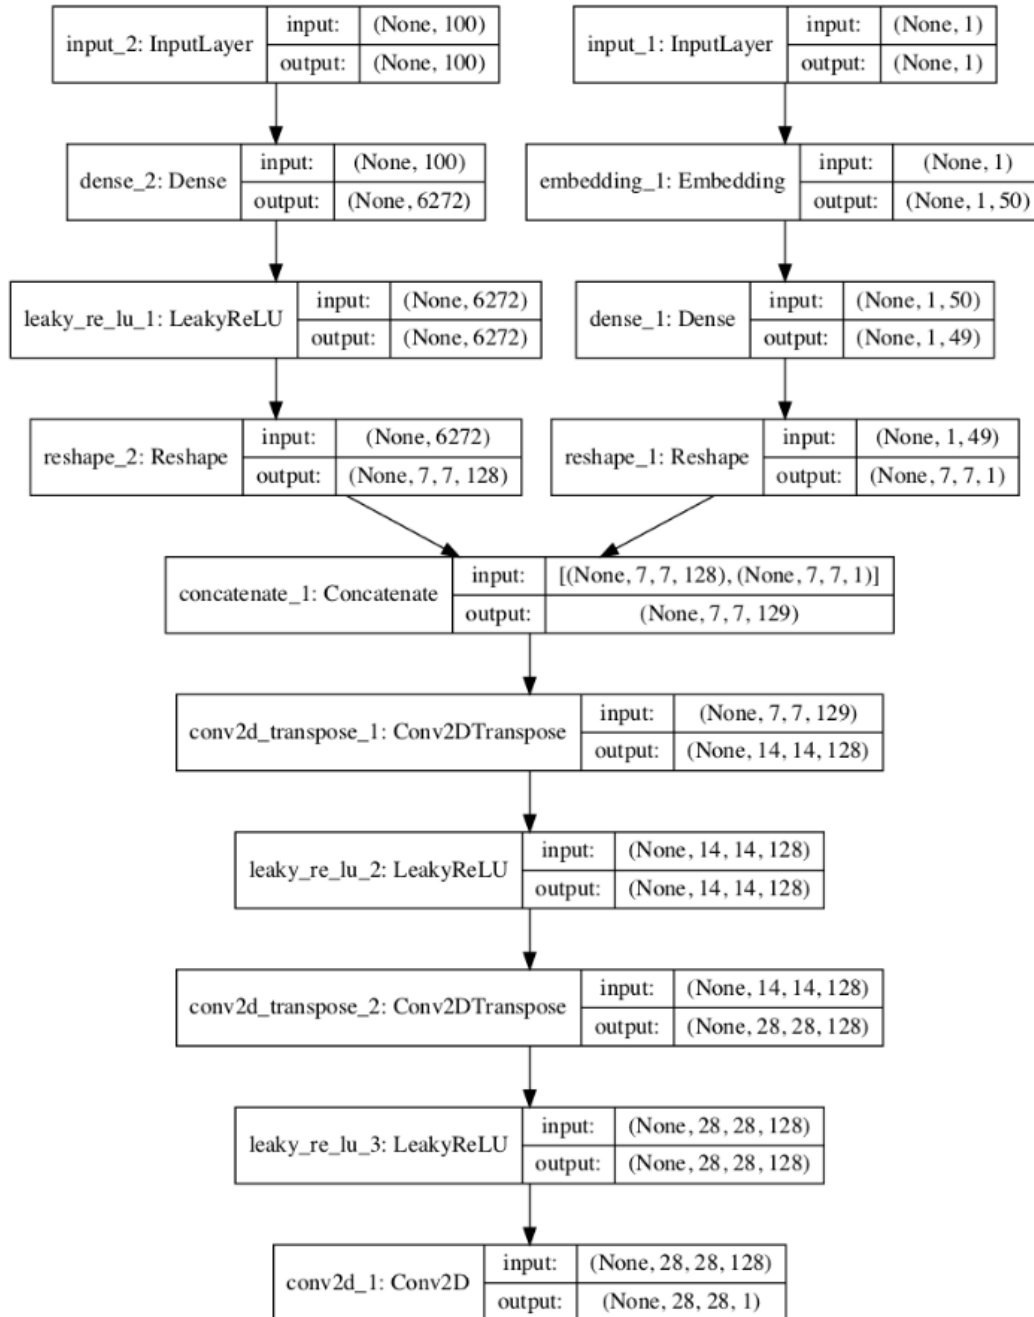 input_2: InputLayer input: (None, 100)
output: (None, 100)
input_1: InputLayer input: (None, 1)
output: (None, 1)
dense_2: Dense input: (None, 100)
output: (None, 6272)
embedding_1: Embedding input: (None, 1)
output: (None, 1, 50)
leaky_re_lu_1: LeakyReLU input: (None, 6272)
output: (None, 6272)
dense_1: Dense input: (None, 1, 50)
output: (None, 1, 49)
reshape_2: Reshape input: (None, 6272)
output: (None, 7, 7, 128)
reshape_1: Reshape input: (None, 1, 49)
output: (None, 7, 7, 1)
concatenate_1: Concatenate input: [(None, 7, 7, 128), (None, 7, 7, 1)]
output: (None, 7, 7, 129)
conv2d_transpose_1: Conv2DTranspose input: (None, 7, 7, 129)
output: (None, 14, 14, 128)
leaky_re_lu_2: LeakyReLU input: (None, 14, 14, 128)
output: (None, 14, 14, 128)
conv2d_transpose_2: Conv2DTranspose input: (None, 14, 14, 128)
output: (None, 28, 28, 128)
leaky_re_lu_3: LeakyReLU input: (None, 28, 28, 128)
output: (None, 28, 28, 128)
conv2d_1: Conv2D input: (None, 28, 28, 128)
output: (None, 28, 28, 1)